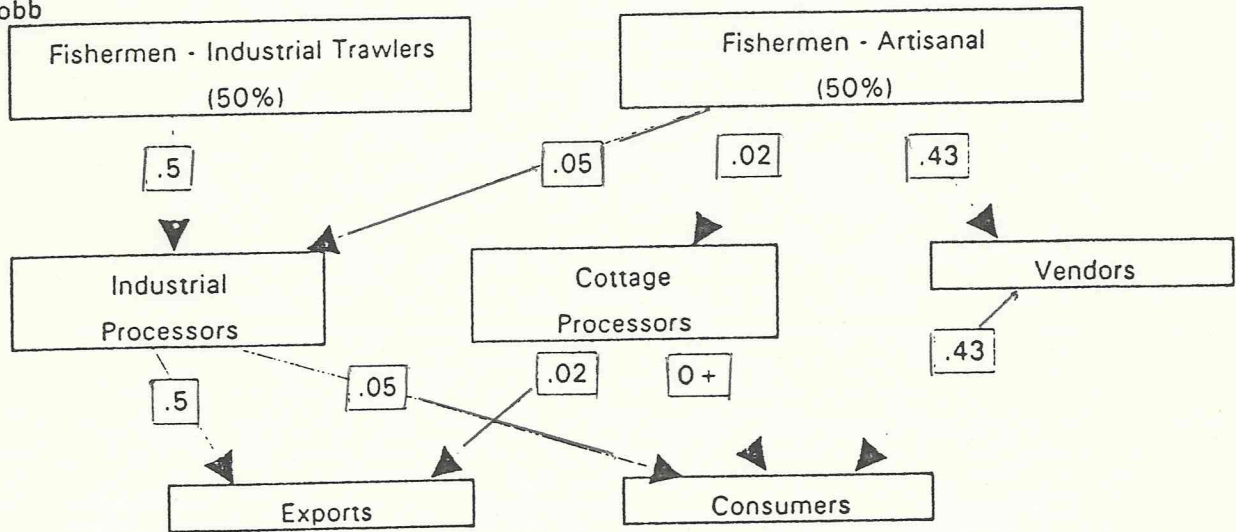 obb
Fishermen - Industrial Trawlers
(50%)
Fishermen - Artisanal
(50%)
.5
.05
.02
.43
Industrial
Processors
Cottage
Processors
Vendors
.5
.05
.02
0+
.43
Exports
Consumers